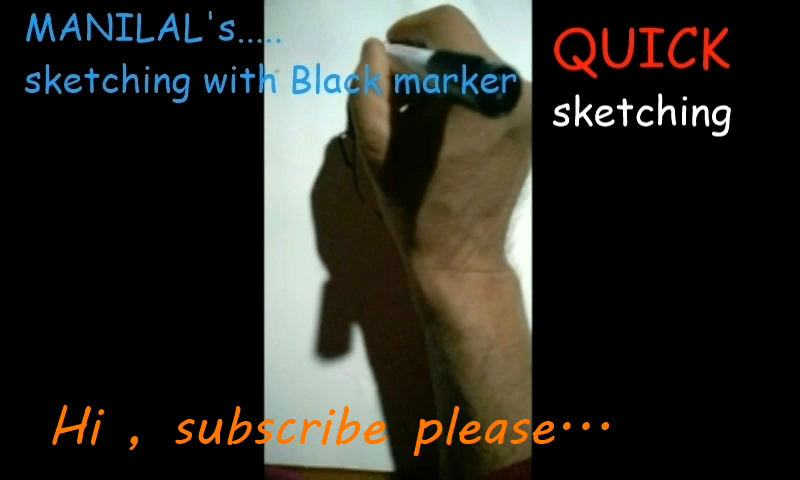 MANILAL's.....
sketching with Black marker
QUICK
sketching
Hi , subscribe please...